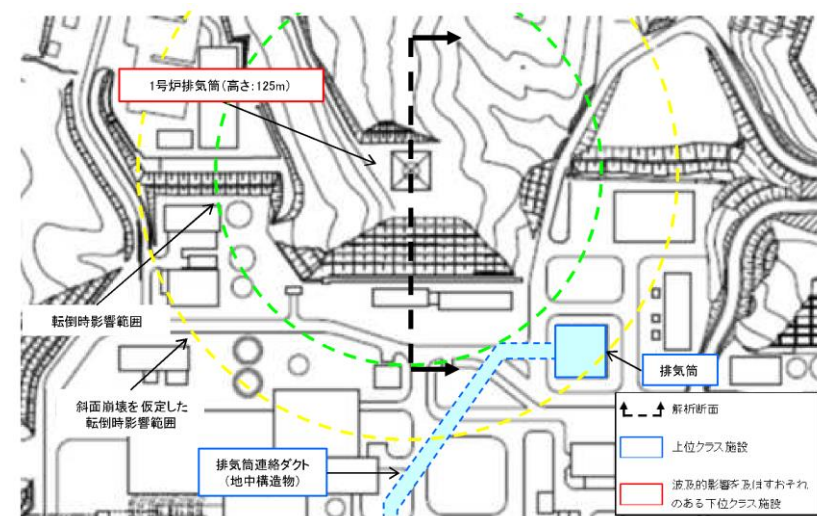 1号炉排気筒(高さ:125m)
転倒時影響範囲
斜面崩壊を仮定した
転倒時影響範囲
排気筒連絡ダクト
(地中構造物)
排気筒
解析断面
上位クラス施設
波及的影響を及ぼすおそれ
のある下位クラス施設